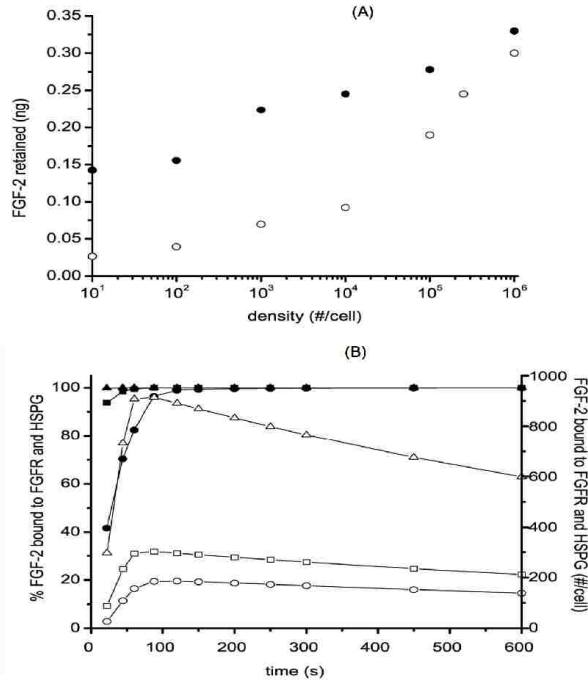 (A)
FGF-2 retained (ng)
0.35
0.30
0.25
0.20
0.15
0.10
0.05
0.00
10¹ 10² 10³ 10⁴ 10⁵ 10⁶
density (#/cell)
(B)
% FGF-2 bound to FGFR and HSPG
100
80
60
40
20
0
1000
800
600
400
200
0
FGF-2 bound to FGFR and HSPG (#/cell)
0 100 200 300 400 500 600
time (s)